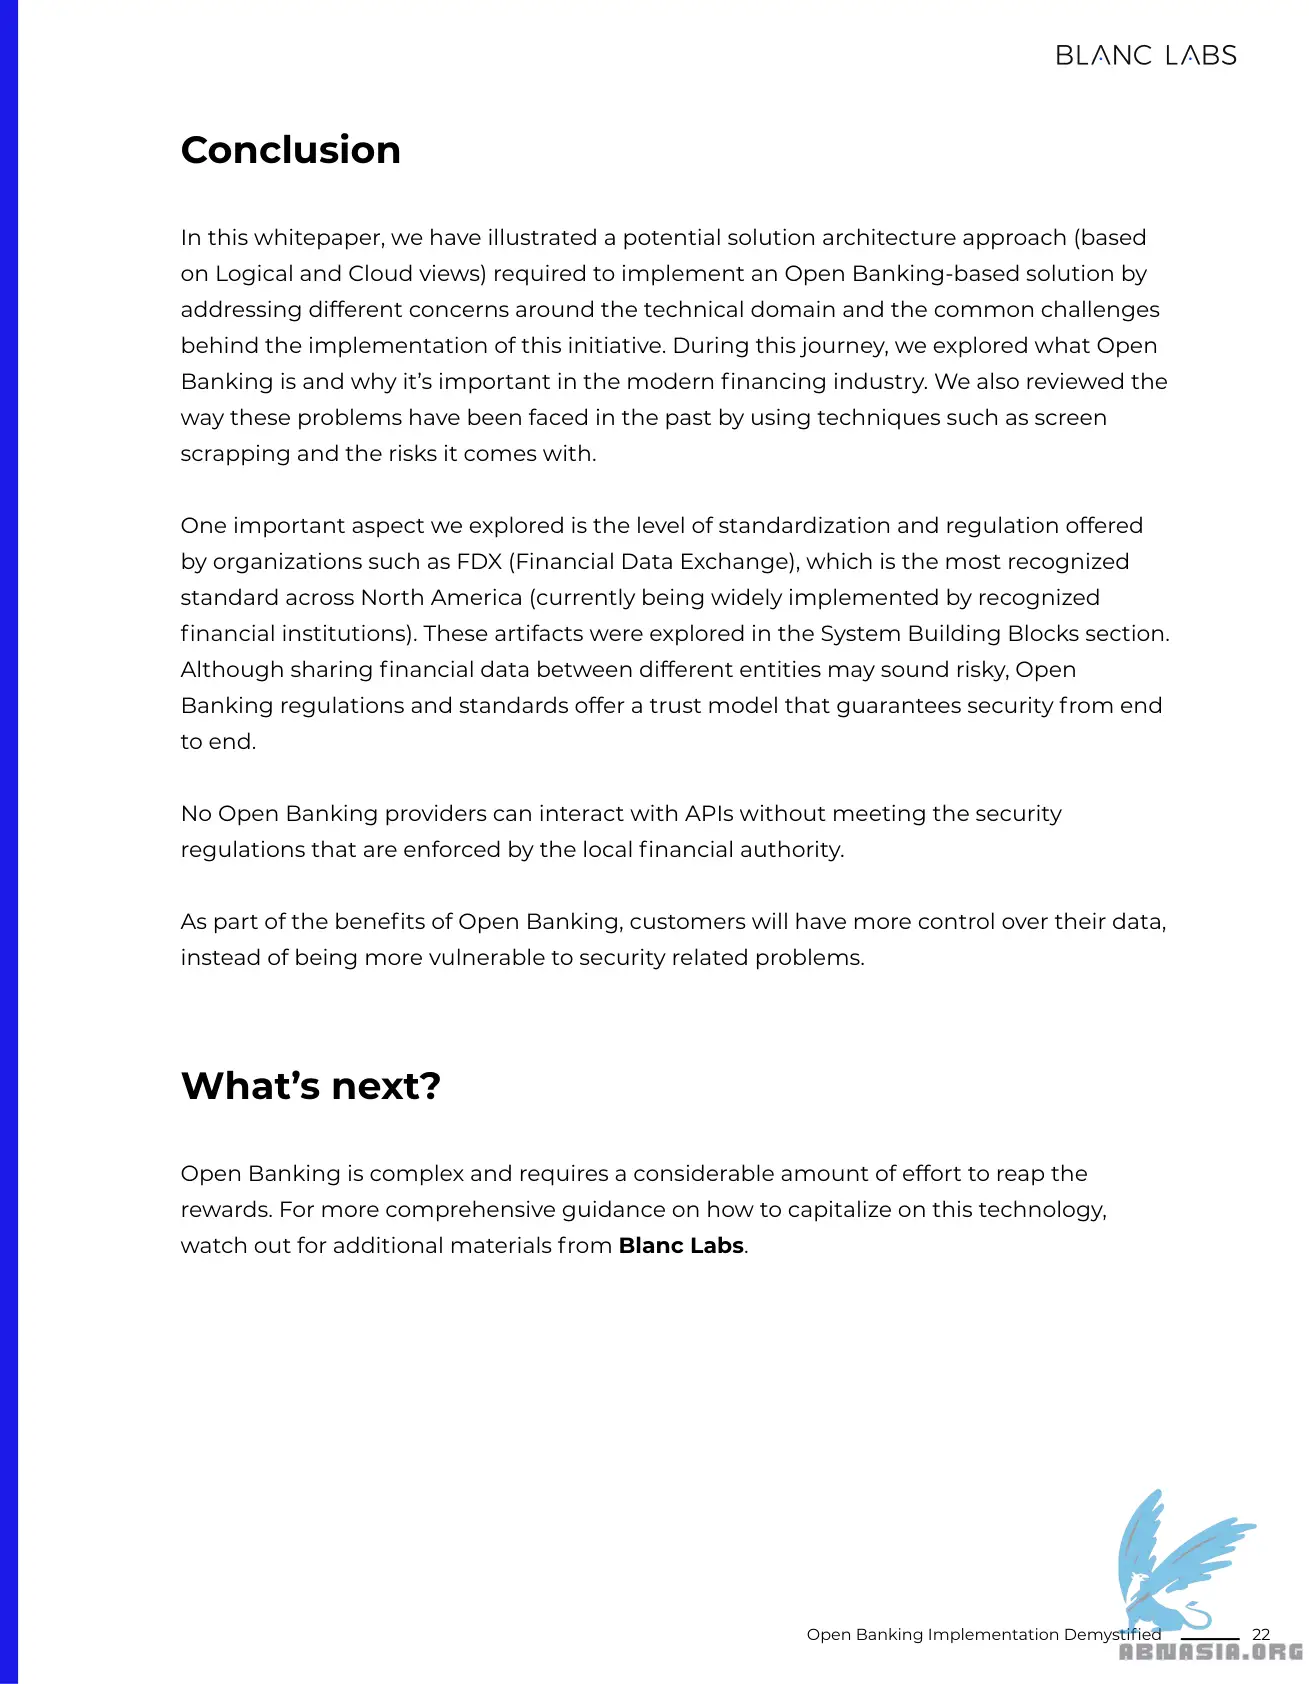 BLANC LABS
Conclusion
In this whitepaper, we have illustrated a potential solution architecture approach (based
on Logical and Cloud views) required to implement an Open Banking-based solution by
addressing different concerns around the technical domain and the common challenges
behind the implementation of this initiative. During this journey, we explored what Open
Banking is and why it’s important in the modern financing industry. We also reviewed the
way these problems have been faced in the past by using techniques such as screen
scrapping and the risks it comes with.
One important aspect we explored is the level of standardization and regulation offered
by organizations such as FDX (Financial Data Exchange), which is the most recognized
standard across North America (currently being widely implemented by recognized
financial institutions). These artifacts were explored in the System Building Blocks section.
Although sharing financial data between different entities may sound risky, Open
Banking regulations and standards offer a trust model that guarantees security from end
to end.
No Open Banking providers can interact with APIs without meeting the security
regulations that are enforced by the local financial authority.
As part of the benefits of Open Banking, customers will have more control over their data,
instead of being more vulnerable to security related problems.
What’s next?
Open Banking is complex and requires a considerable amount of effort to reap the
rewards. For more comprehensive guidance on how to capitalize on this technology,
watch out for additional materials from Blanc Labs.
Open Banking Implementation Demystified 22
ABNASIA.ORG